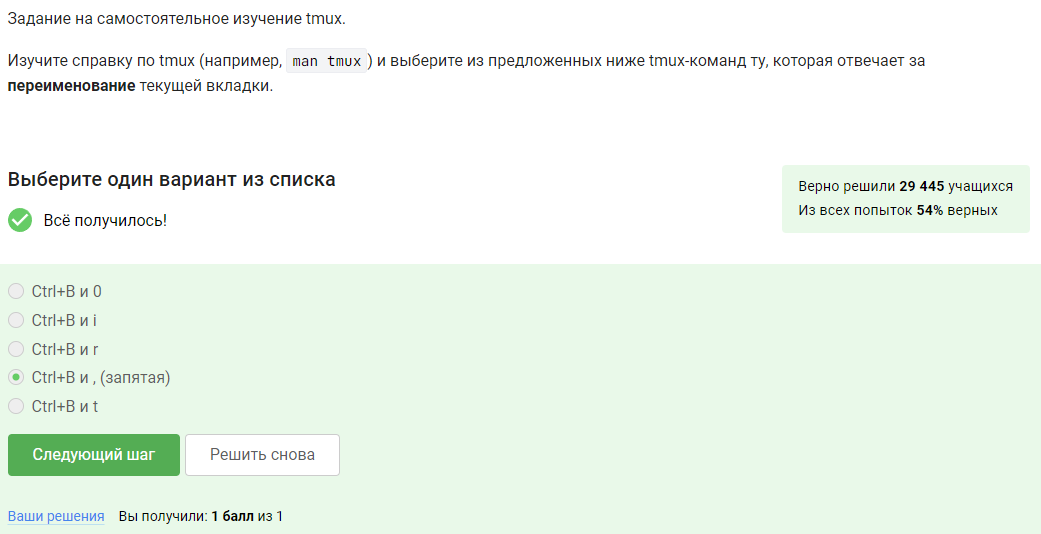 Задание на самостоятельное изучение tmux.
Изучите справку по tmux (например, man tmux ) и выберите из предложенных ниже tmux-команд ту, которая отвечает за
переименование текущей вкладки.
Выберите один вариант из списка
Всё получилось!
Верно решили 29 445 учащихся
Из всех попыток 54% верных
Ctrl+B и 0
Ctrl+B и i
Ctrl+B и r
Ctrl+B и , (запятая)
Ctrl+B и t
Следующий шаг
Решить снова
Ваши решения Вы получили: 1 балл из 1